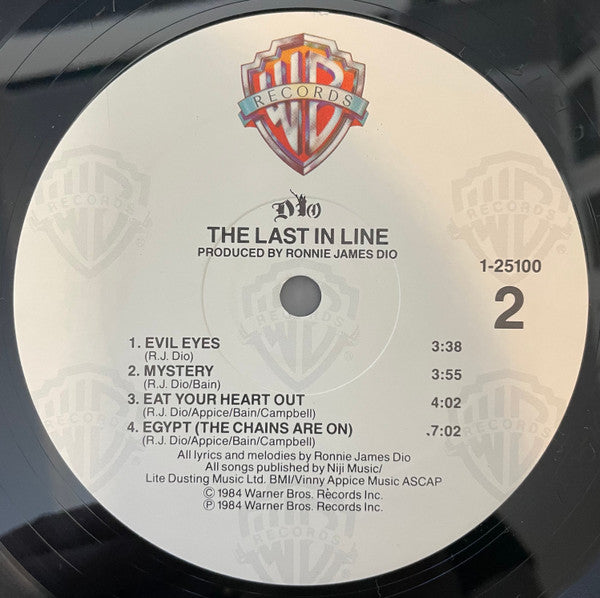 WB
RECORDS
DIO
THE LAST IN LINE
PRODUCED BY RONNIE JAMES DIO
1-25100
2
1. EVIL EYES 3:38
(R.J. Dio)
2. MYSTERY 3:55
(R.J. Dio/Bain)
3. EAT YOUR HEART OUT 4:02
(R.J. Dio/Appice/Bain/Campbell)
4. EGYPT (THE CHAINS ARE ON) .7:02
(R.J. Dio/Appice/Bain/Campbell)
All lyrics and melodies by Ronnie James Dio
All songs published by Niji Music/
Lite Dusting Music Ltd. BMI/Vinny Appice Music ASCAP
© 1984 Warner Bros. Records Inc.
℗ 1984 Warner Bros. Records Inc.